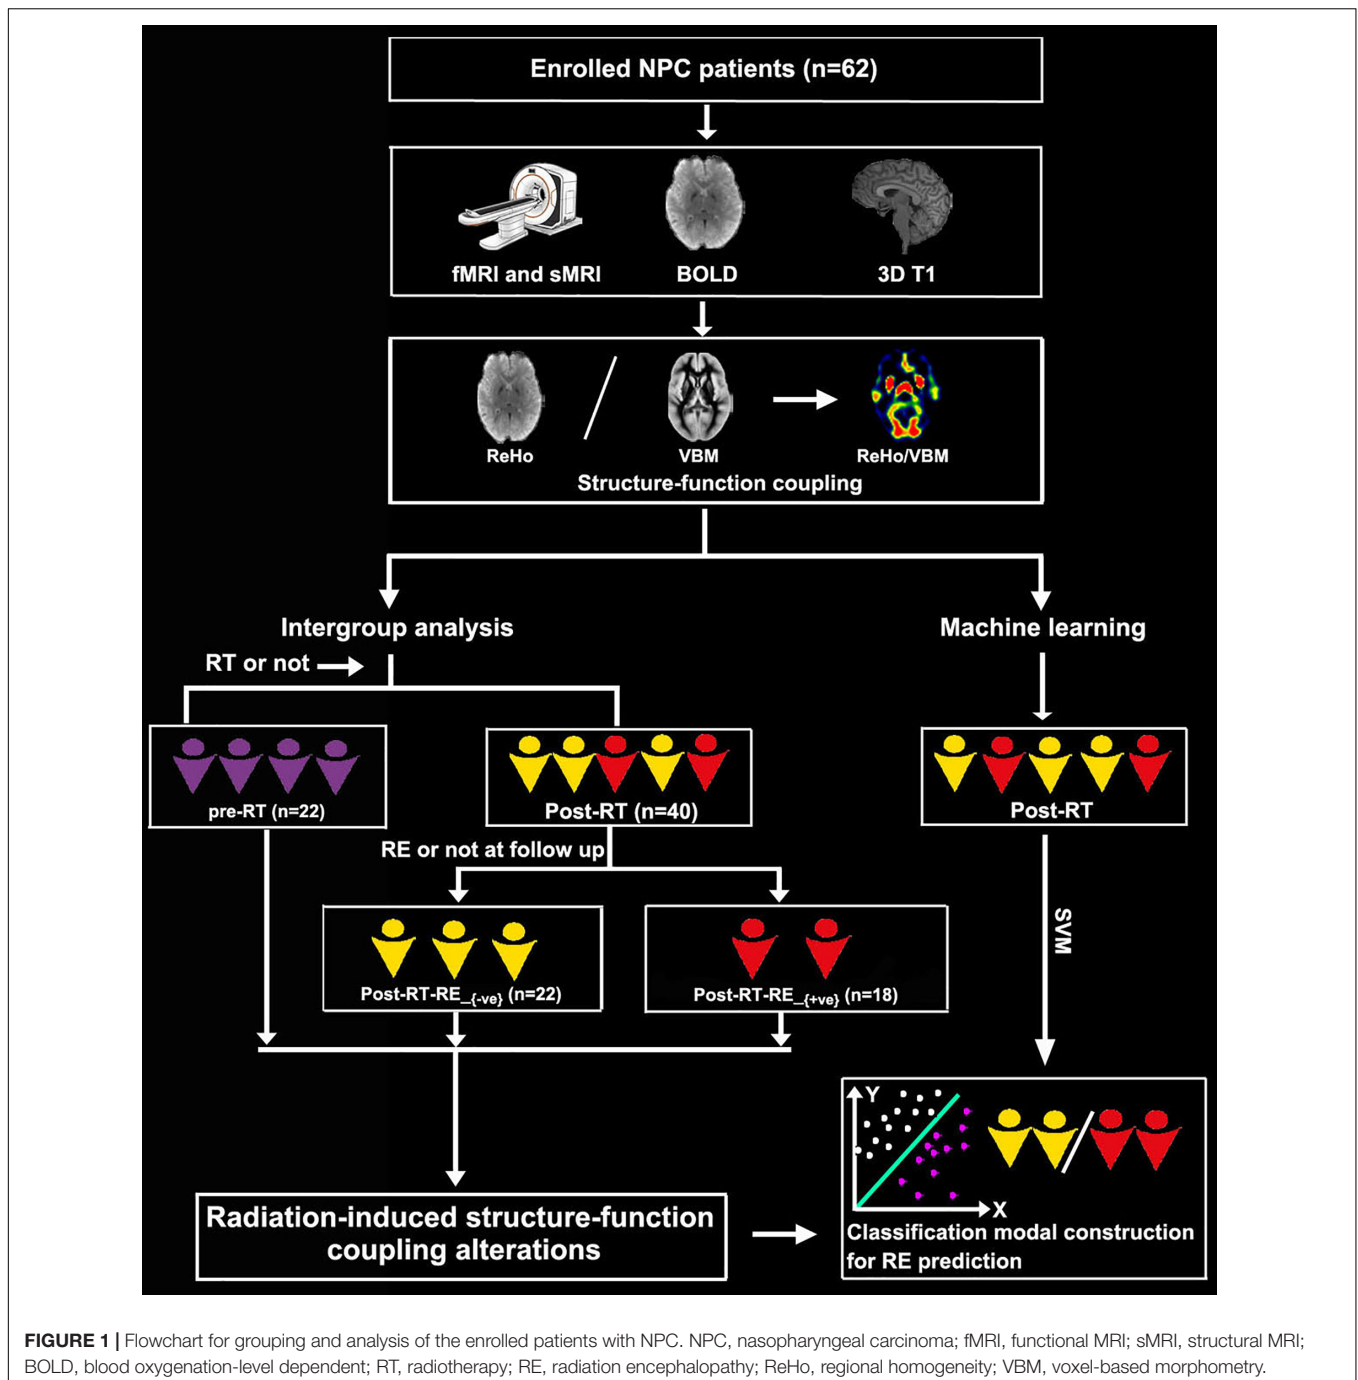 Enrolled NPC patients (n=62)
fMRI and sMRI
BOLD
3D T1
ReHo
VBM
ReHo/VBM
Structure-function coupling
Intergroup analysis
Machine learning
RT or not
pre-RT (n=22)
Post-RT (n=40)
Post-RT
RE or not at follow up
SVM
Post-RT-RE_{-ve} (n=22)
Post-RT-RE_{+ve} (n=18)
Y
X
Radiation-induced structure-function
coupling alterations
Classification modal construction
for RE prediction
FIGURE 1 | Flowchart for grouping and analysis of the enrolled patients with NPC. NPC, nasopharyngeal carcinoma; fMRI, functional MRI; sMRI, structural MRI;
BOLD, blood oxygenation-level dependent; RT, radiotherapy; RE, radiation encephalopathy; ReHo, regional homogeneity; VBM, voxel-based morphometry.